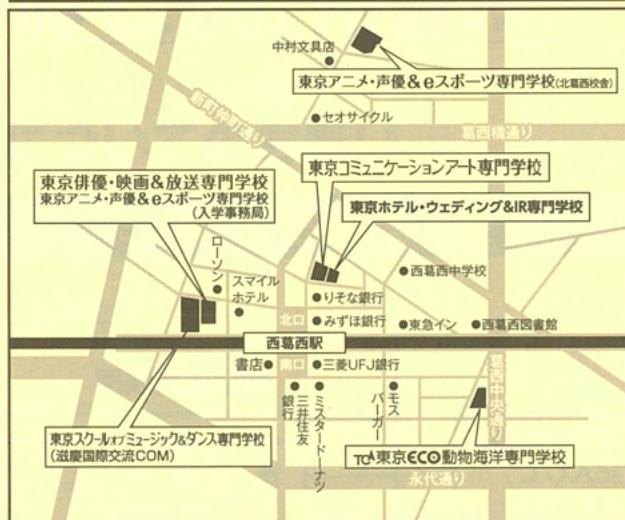 中村文具店
東京アニメ・声優&eスポーツ専門学校(北葛西校舎)
新町仲町通り
セオサイクル
葛西橋通り
東京コミュニケーションアート専門学校
東京俳優・映画&放送専門学校
東京アニメ・声優&eスポーツ専門学校
(入学事務局)
東京ホテル・ウェディング&IR専門学校
ローソン
スマイル
ホテル
西葛西中学校
りそな銀行
北口
みずほ銀行
東急イン
西葛西図書館
西葛西駅
書店
南口
三菱UFJ銀行
葛西中央通り
三井住友
銀行
ミスタードーナツ
モス
バーガー
東京スクールオブミュージック&ダンス専門学校
(滋慶国際交流COM)
TCA東京ECO動物海洋専門学校
永代通り